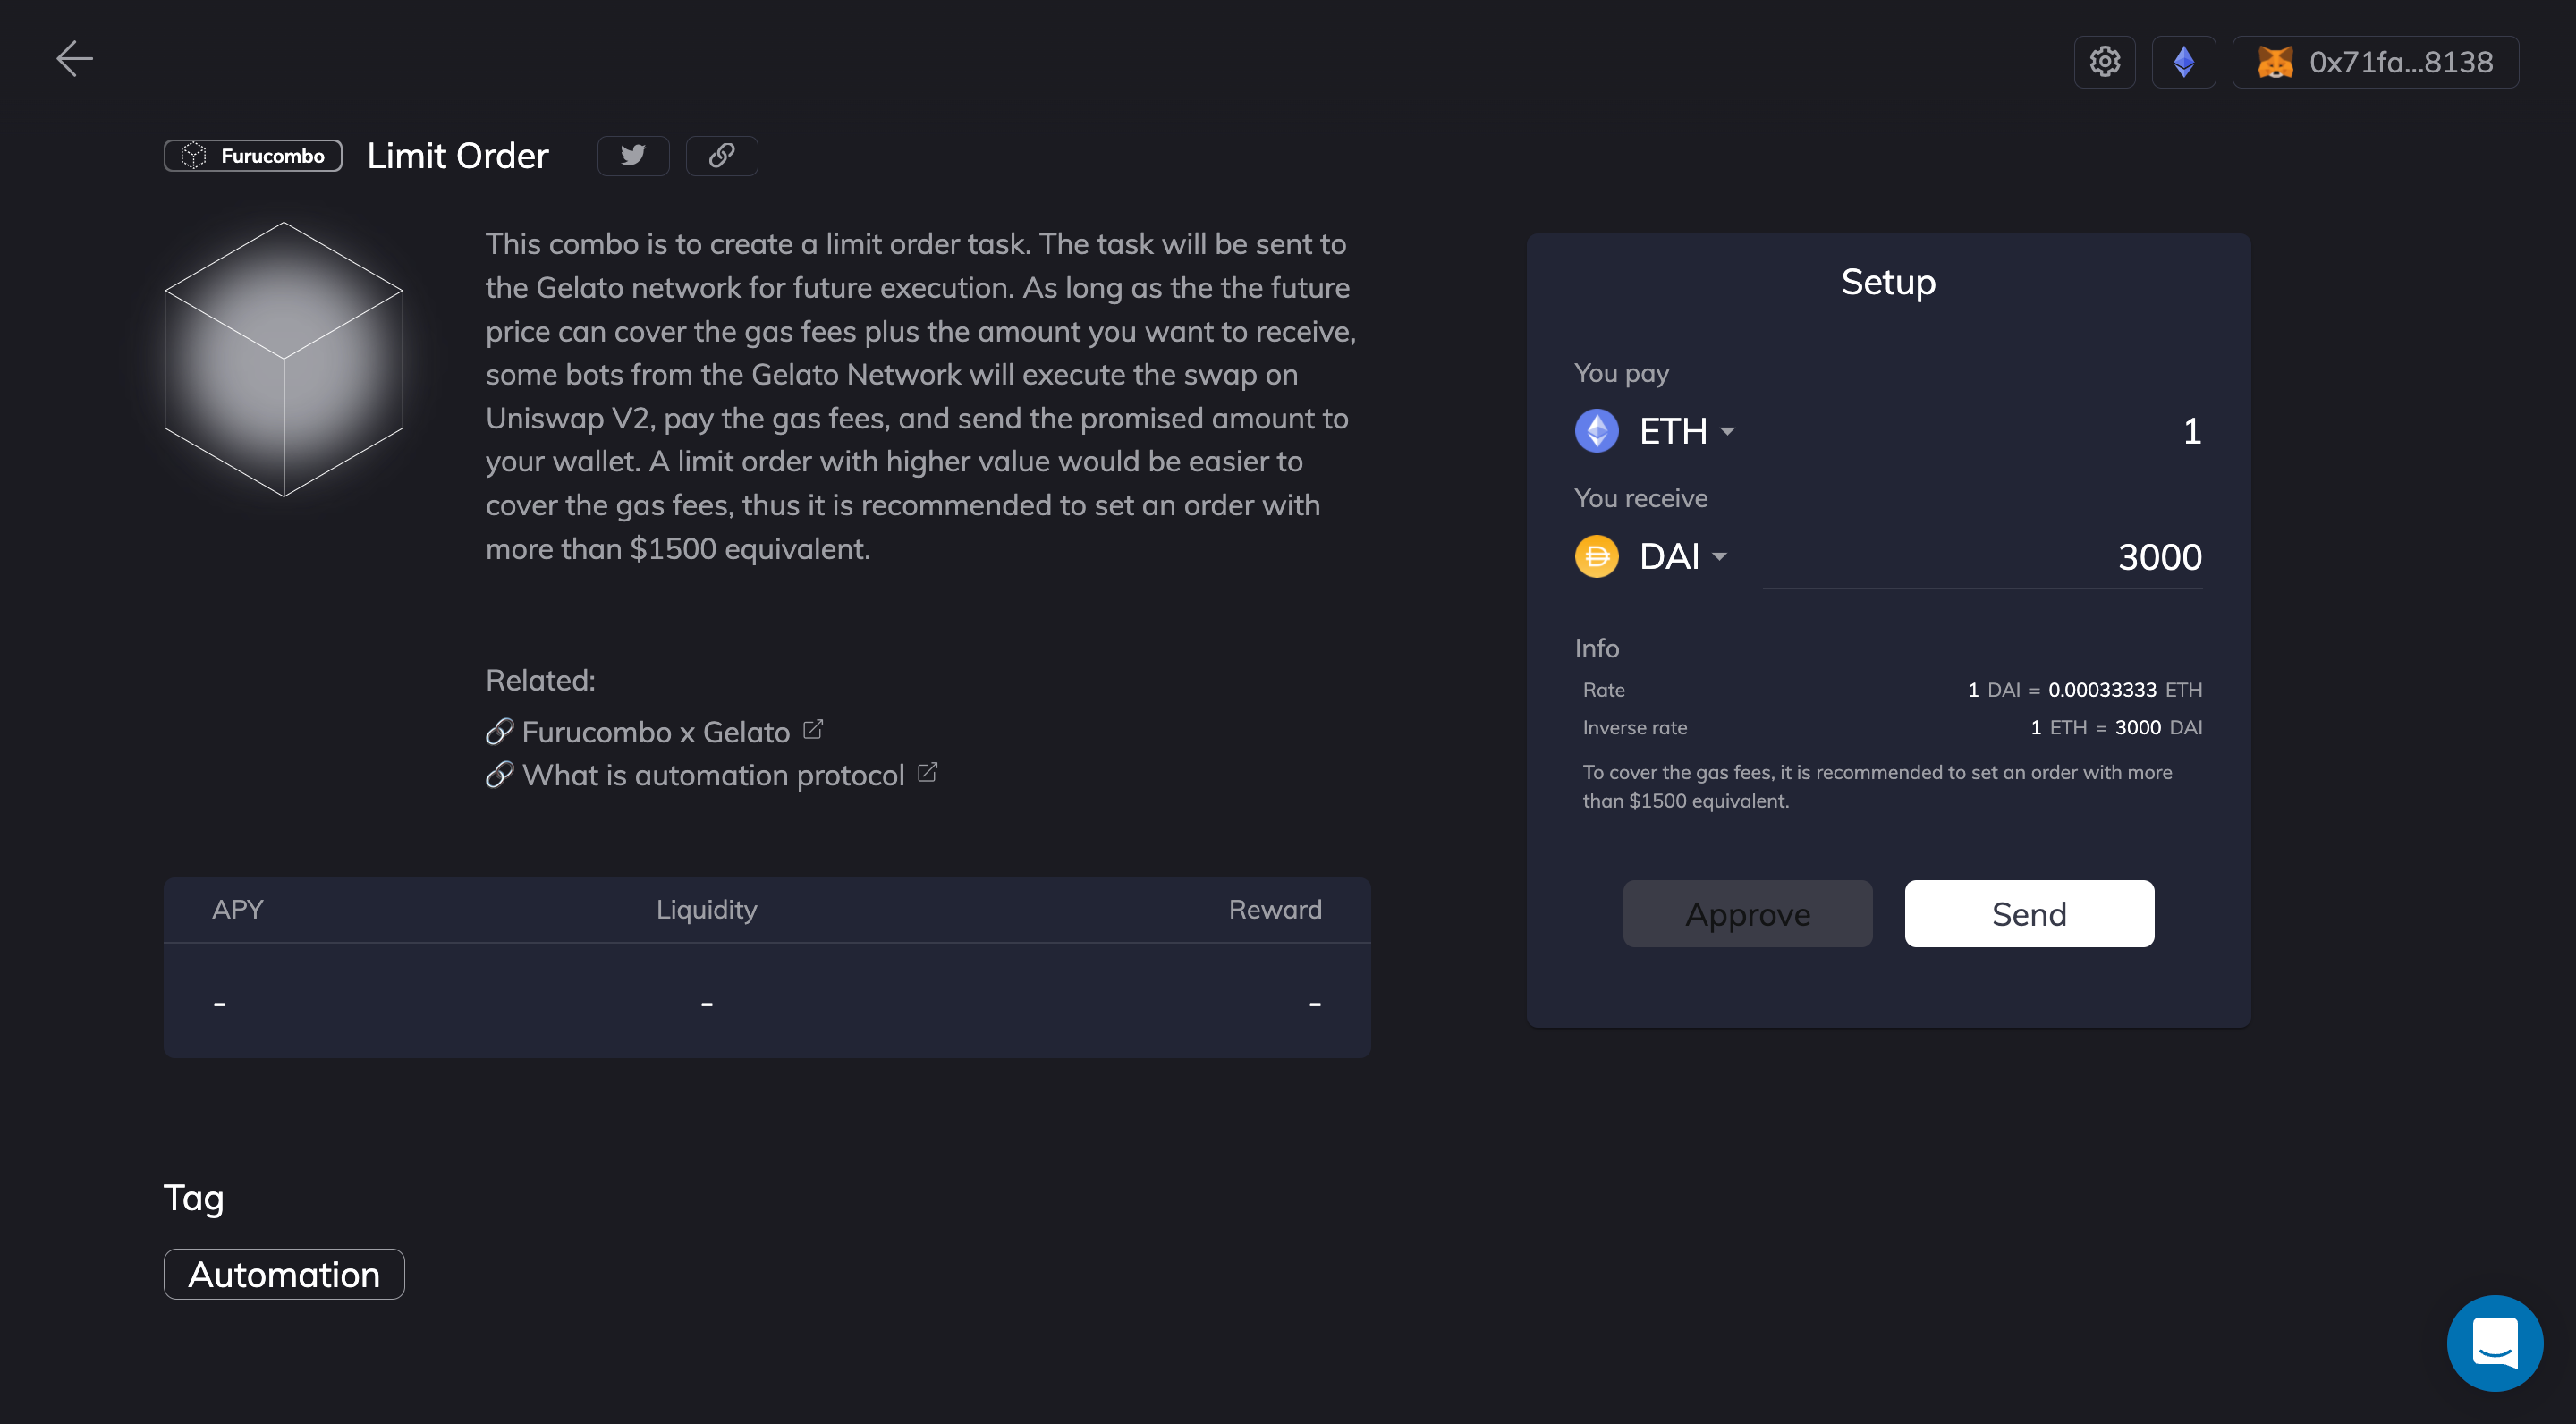 0x71fa...8138
Furucombo
Limit Order
This combo is to create a limit order task. The task will be sent to
the Gelato network for future execution. As long as the the future
price can cover the gas fees plus the amount you want to receive,
some bots from the Gelato Network will execute the swap on
Uniswap V2, pay the gas fees, and send the promised amount to
your wallet. A limit order with higher value would be easier to
cover the gas fees, thus it is recommended to set an order with
more than $1500 equivalent.
Related:
Furucombo x Gelato
What is automation protocol
APY Liquidity Reward
- - -
Tag
Automation
Setup
You pay
ETH 1
You receive
DAI 3000
Info
Rate 1 DAI = 0.00033333 ETH
Inverse rate 1 ETH = 3000 DAI
To cover the gas fees, it is recommended to set an order with more
than $1500 equivalent.
Approve Send